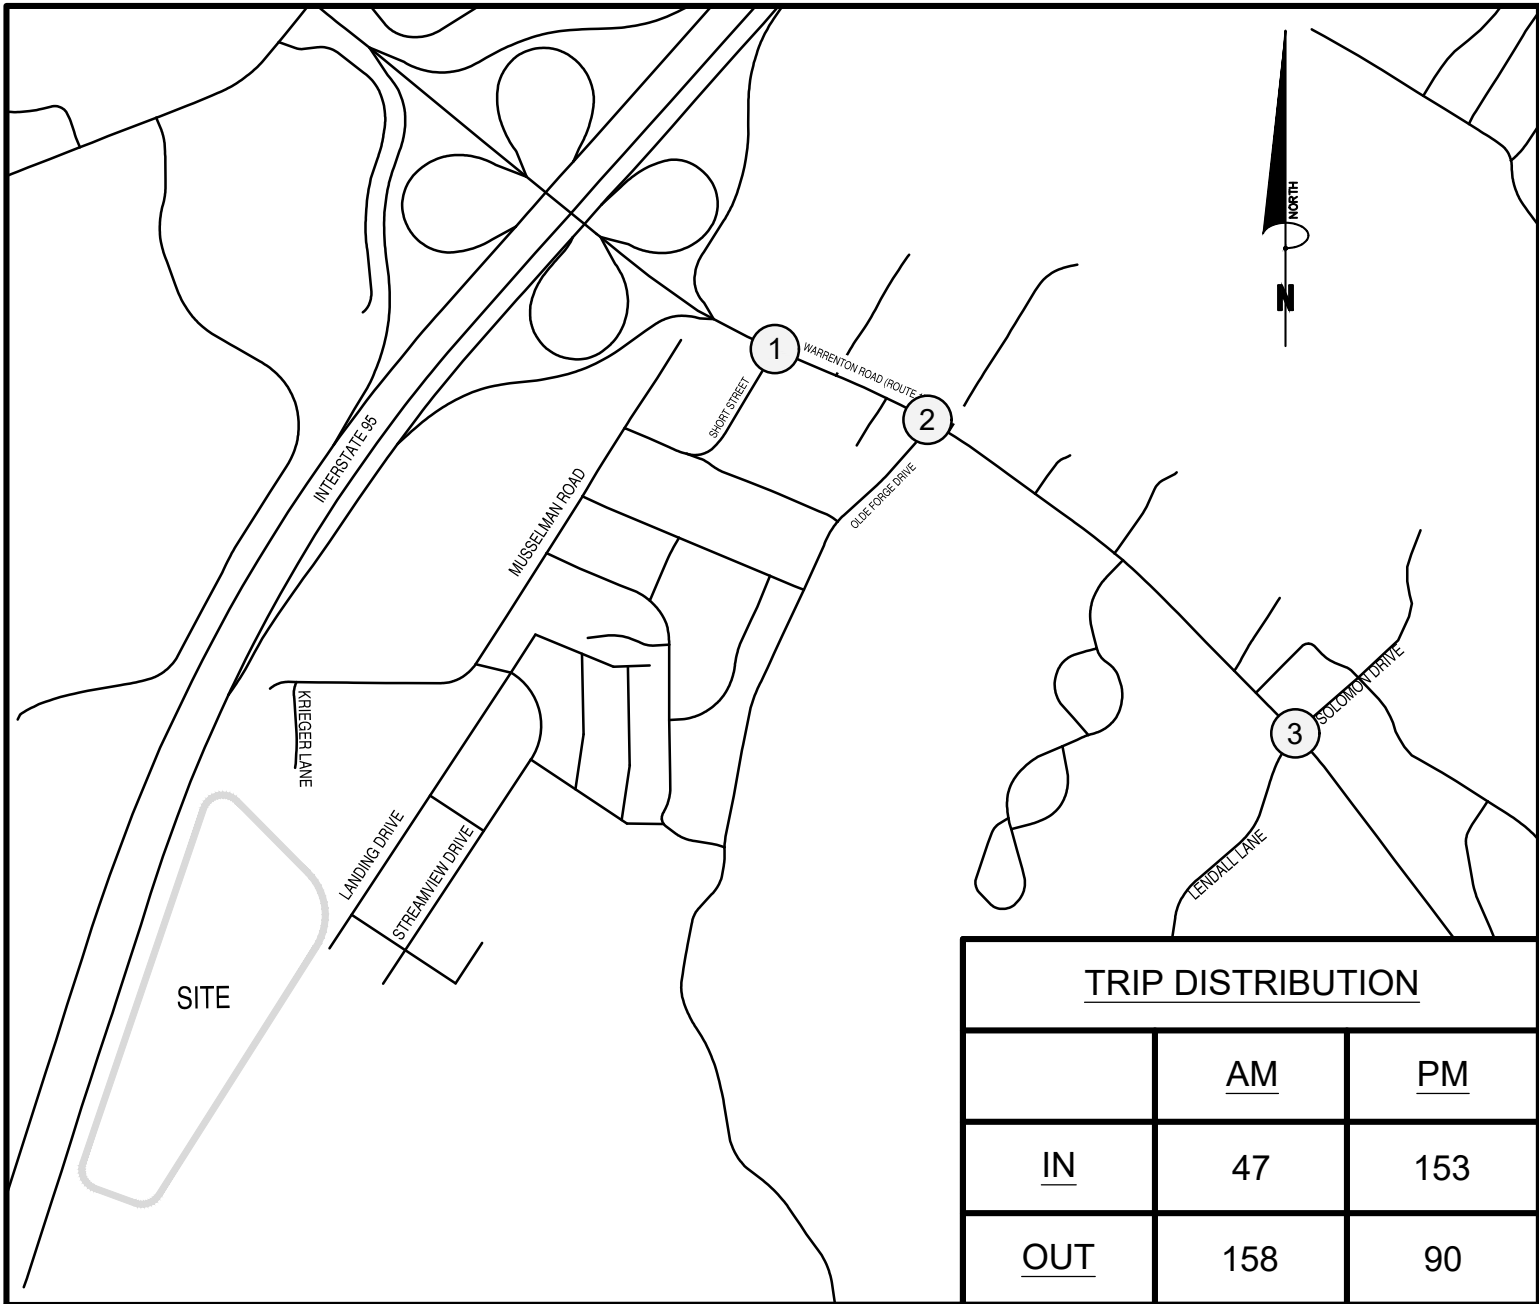 NORTH
N
1
WARRENTON ROAD (ROUTE
2
SHORT STREET
INTERSTATE 95
MUSSELMAN ROAD
OLDE FORGE DRIVE
SOLOMON DRIVE
3
KRIEGER LANE
LANDING DRIVE
STREAMVIEW DRIVE
LENDALL LANE
SITE
TRIP DISTRIBUTION
AM PM
IN 47 153
OUT 158 90